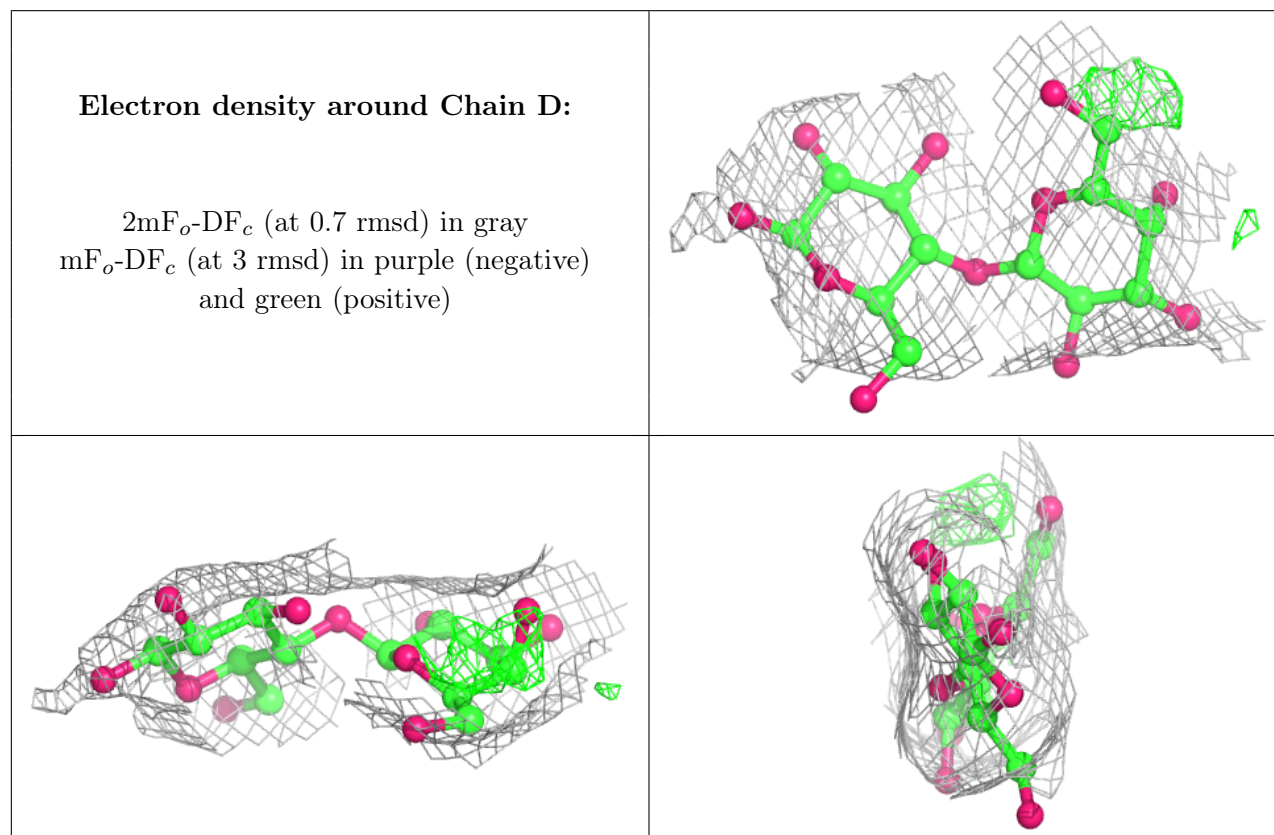 Electron density around Chain D:
2mFo-DFc (at 0.7 rmsd) in gray
mFo-DFc (at 3 rmsd) in purple (negative)
and green (positive)